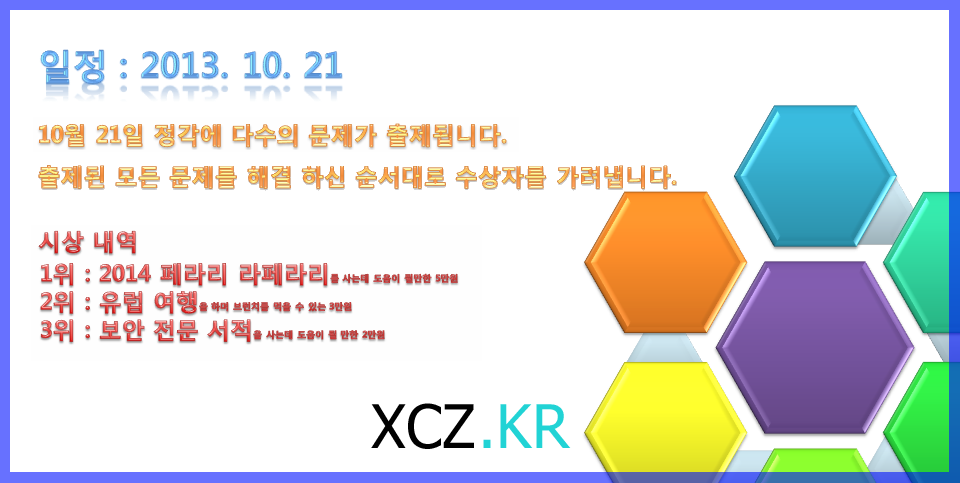 일정 : 2013. 10. 21
10월 21일 정각에 다수의 문제가 출제됩니다.
출제된 모든 문제를 해결 하신 순서대로 수상자를 가려냅니다.
시상 내역
1위 : 2014 페라리 라페라리를 사는데 도움이 될만한 5만원
2위 : 유럽 여행을 하며 브런치를 먹을 수 있는 3만원
3위 : 보안 전문 서적을 사는데 도움이 될 만한 2만원
XCZ.KR